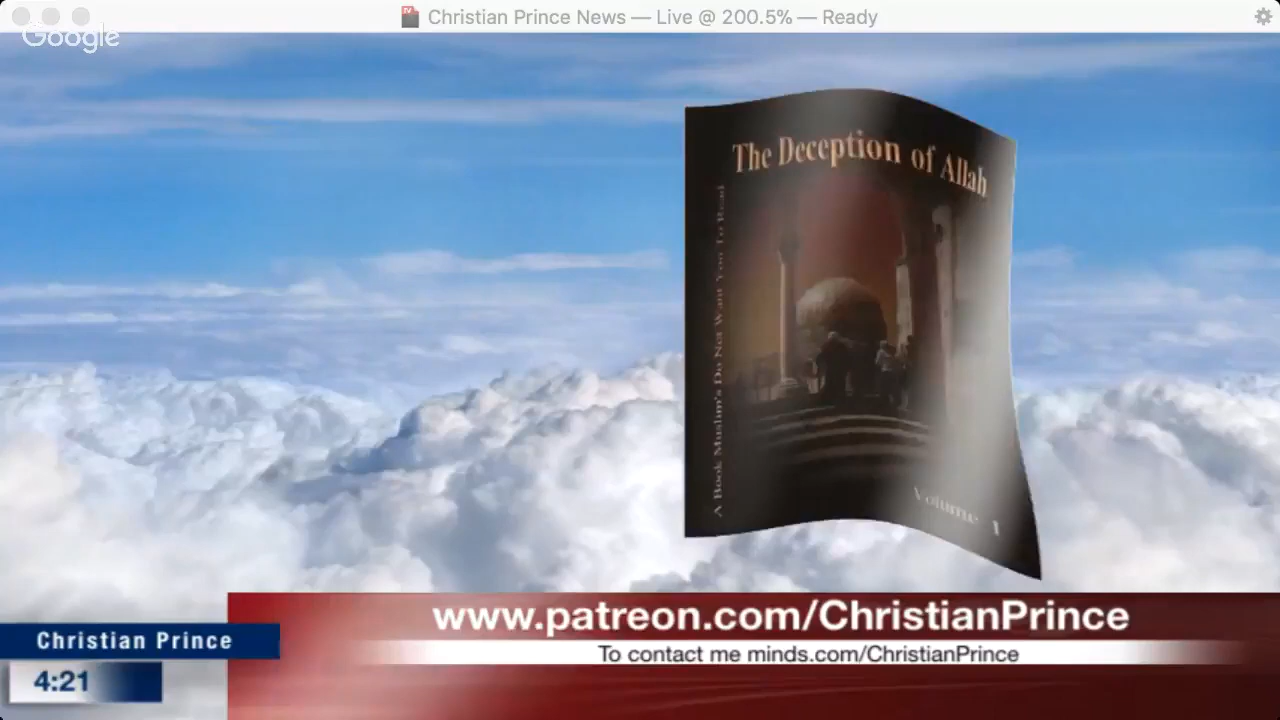 Christian Prince News — Live @ 200.5% — Ready
Google
The Deception of Allah
A Book Muslim's Do Not Want You To Read
Volume 1
www.patreon.com/ChristianPrince
To contact me minds.com/ChristianPrince
Christian Prince
4:21